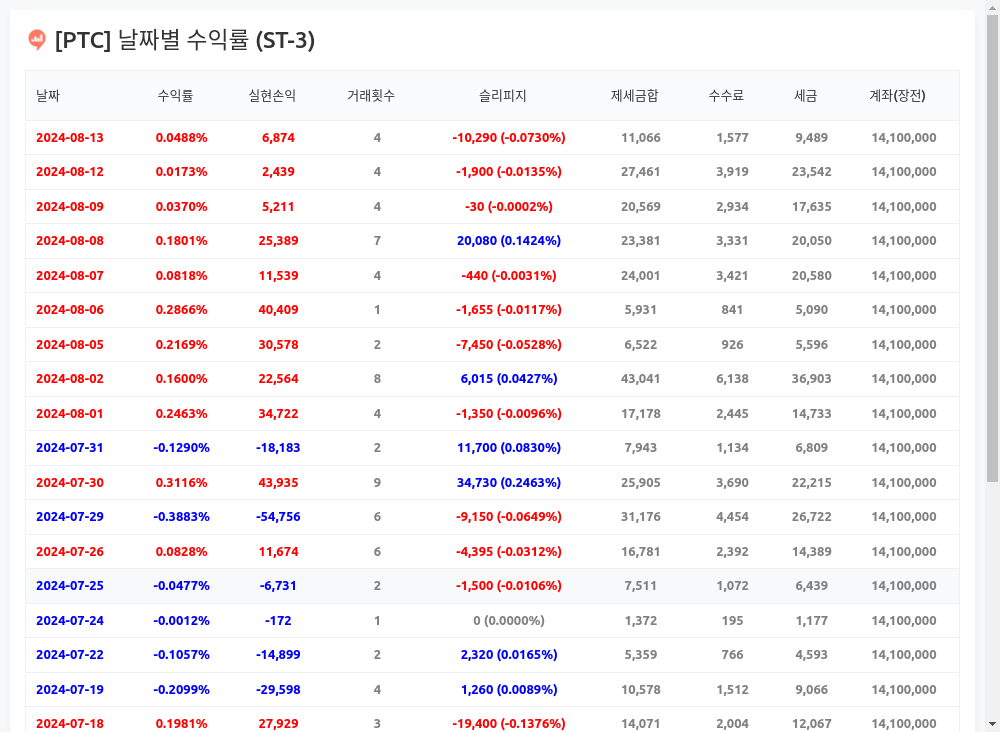 [PTC] 날짜별 수익률 (ST-3)
날짜 수익률 실현손익 거래횟수 슬리피지 제세금합 수수료 세금 계좌(장전)
2024-08-13 0.0488% 6,874 4 -10,290 (-0.0730%) 11,066 1,577 9,489 14,100,000
2024-08-12 0.0173% 2,439 4 -1,900 (-0.0135%) 27,461 3,919 23,542 14,100,000
2024-08-09 0.0370% 5,211 4 -30 (-0.0002%) 20,569 2,934 17,635 14,100,000
2024-08-08 0.1801% 25,389 7 20,080 (0.1424%) 23,381 3,331 20,050 14,100,000
2024-08-07 0.0818% 11,539 4 -440 (-0.0031%) 24,001 3,421 20,580 14,100,000
2024-08-06 0.2866% 40,409 1 -1,655 (-0.0117%) 5,931 841 5,090 14,100,000
2024-08-05 0.2169% 30,578 2 -7,450 (-0.0528%) 6,522 926 5,596 14,100,000
2024-08-02 0.1600% 22,564 8 6,015 (0.0427%) 43,041 6,138 36,903 14,100,000
2024-08-01 0.2463% 34,722 4 -1,350 (-0.0096%) 17,178 2,445 14,733 14,100,000
2024-07-31 -0.1290% -18,183 2 11,700 (0.0830%) 7,943 1,134 6,809 14,100,000
2024-07-30 0.3116% 43,935 9 34,730 (0.2463%) 25,905 3,690 22,215 14,100,000
2024-07-29 -0.3883% -54,756 6 -9,150 (-0.0649%) 31,176 4,454 26,722 14,100,000
2024-07-26 0.0828% 11,674 6 -4,395 (-0.0312%) 16,781 2,392 14,389 14,100,000
2024-07-25 -0.0477% -6,731 2 -1,500 (-0.0106%) 7,511 1,072 6,439 14,100,000
2024-07-24 -0.0012% -172 1 0 (0.0000%) 1,372 195 1,177 14,100,000
2024-07-22 -0.1057% -14,899 2 2,320 (0.0165%) 5,359 766 4,593 14,100,000
2024-07-19 -0.2099% -29,598 4 1,260 (0.0089%) 10,578 1,512 9,066 14,100,000
2024-07-18 0.1981% 27,929 3 -19,400 (-0.1376%) 14,071 2,004 12,067 14,100,000